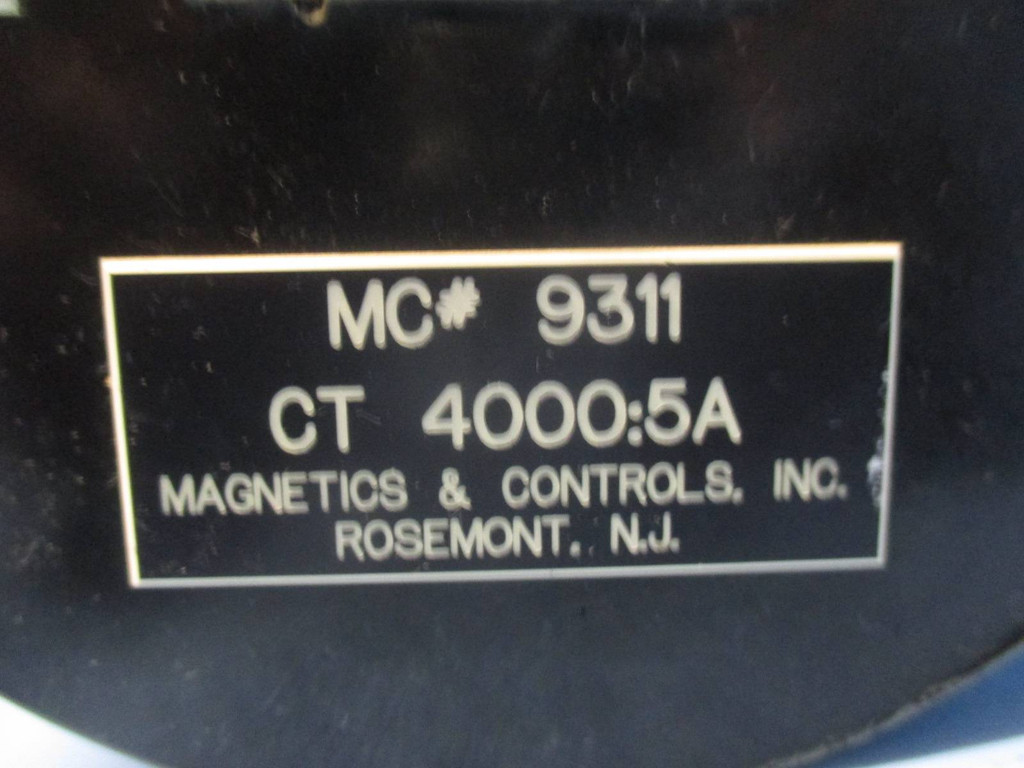 MC# 9311
CT 4000:5A
MAGNETICS & CONTROLS, INC.
ROSEMONT, N.J.